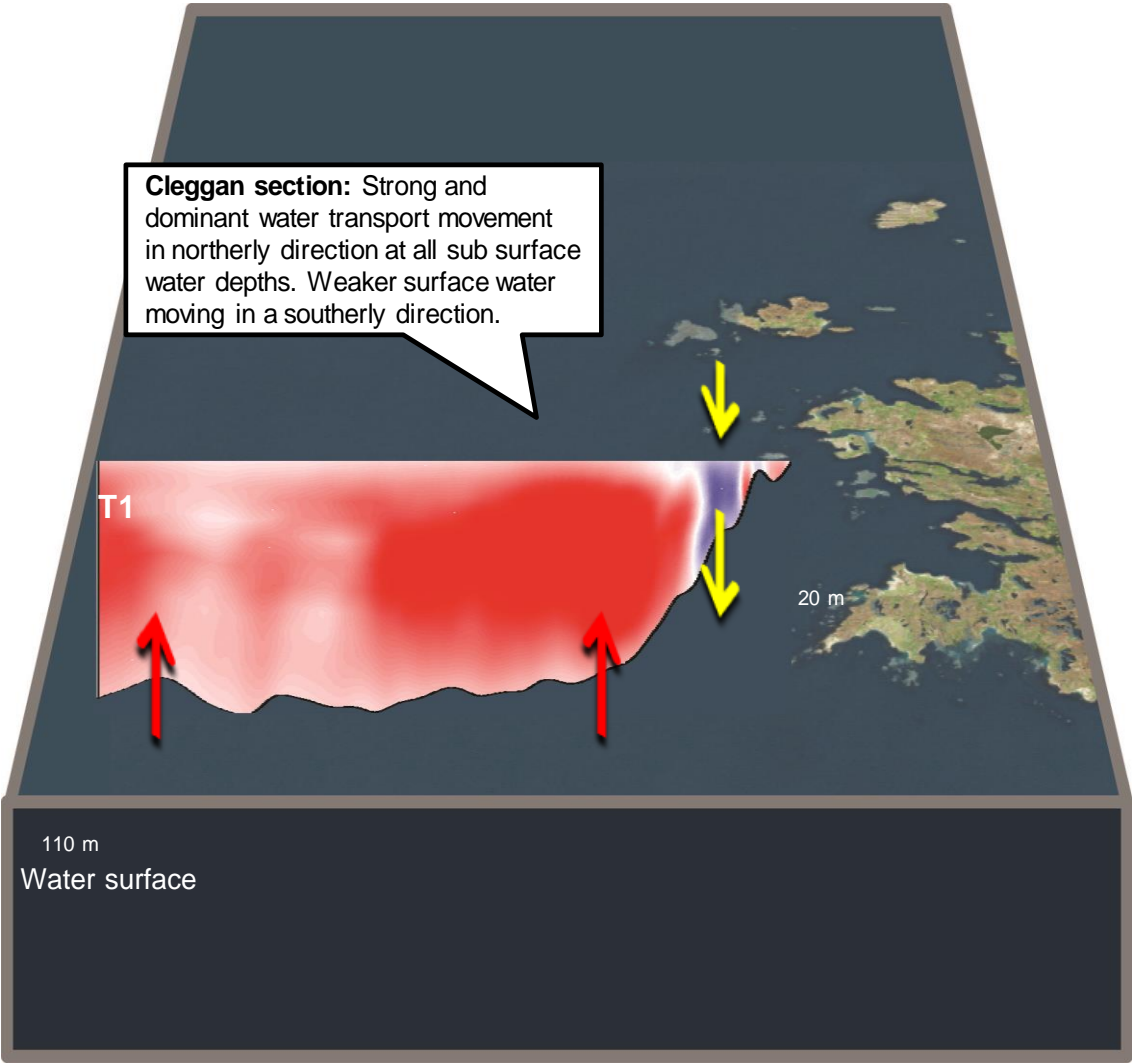 Cleggan section: Strong and
dominant water transport movement
in northerly direction at all sub surface
water depths. Weaker surface water
moving in a southerly direction.
T1
20 m
110 m
Water surface